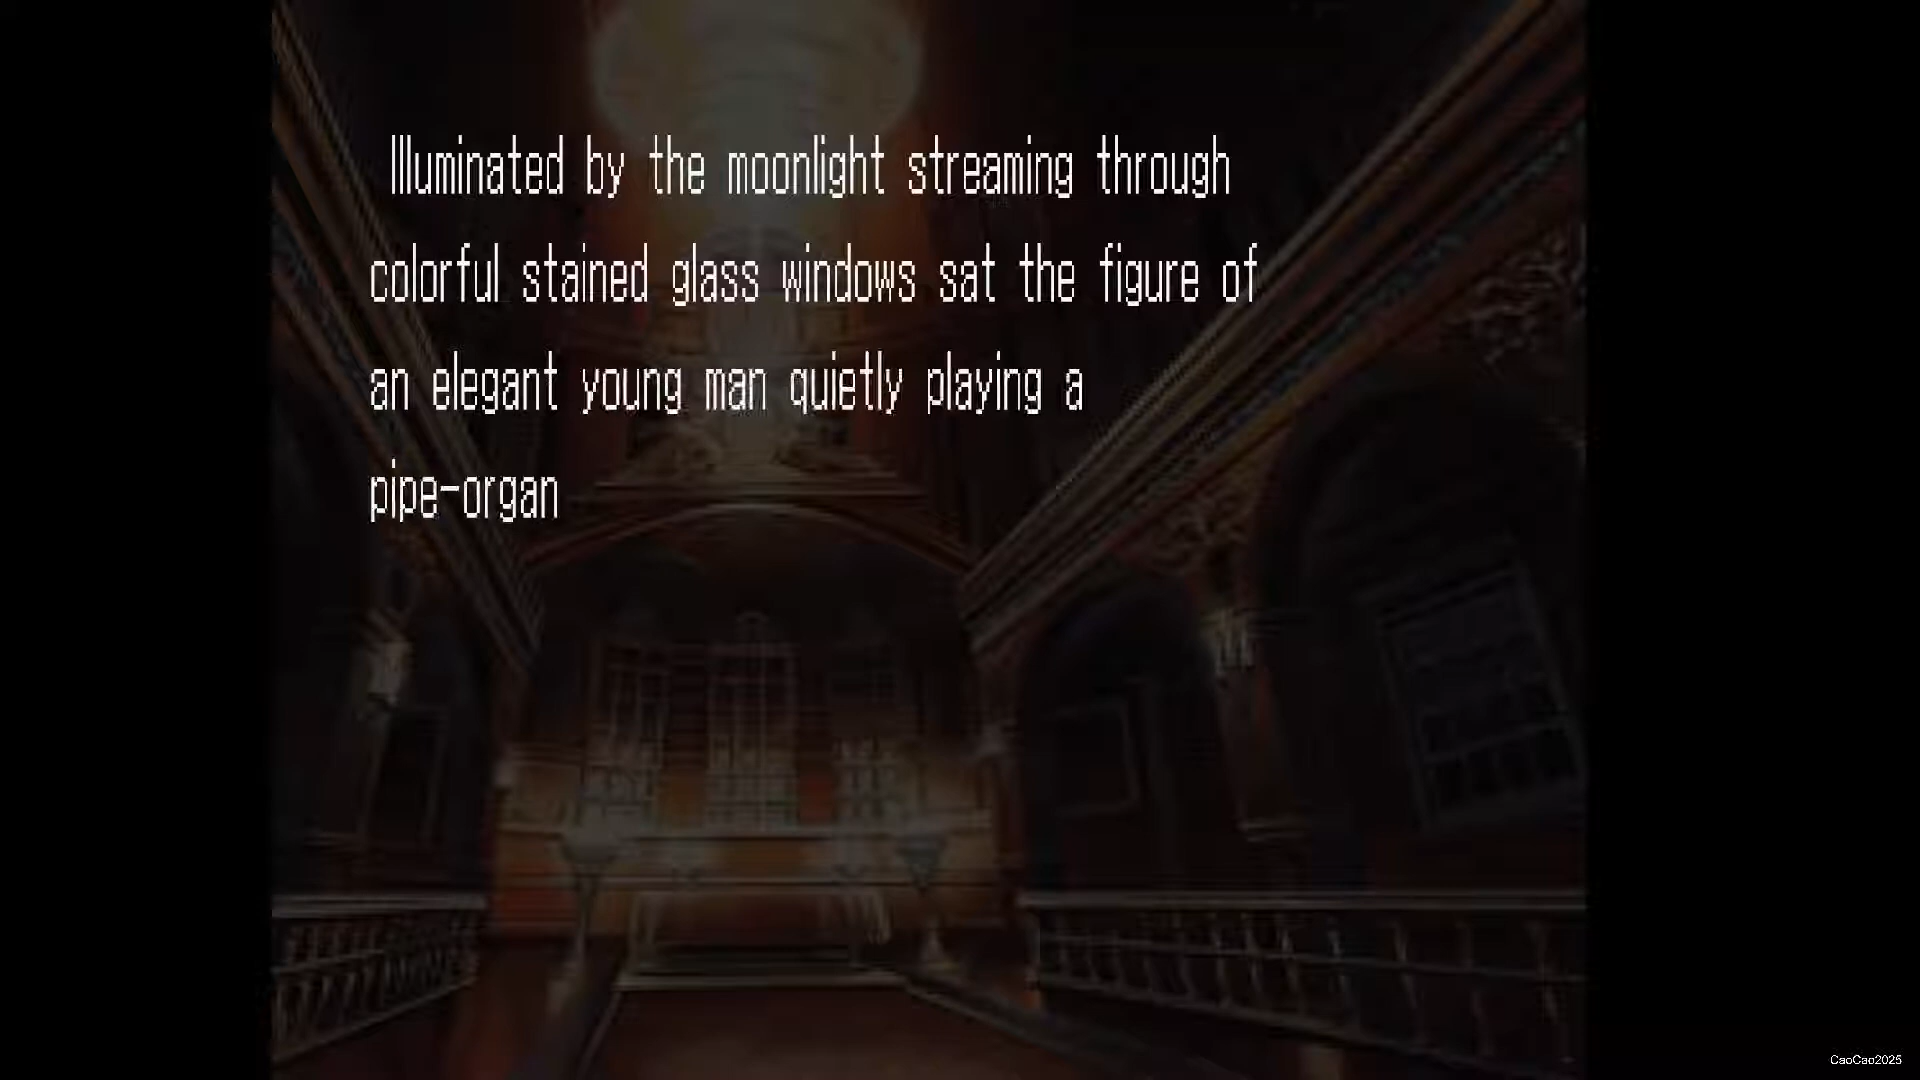 Illuminated by the moonlight streaming through
colorful stained glass windows sat the figure of
an elegant young man quietly playing a
pipe-organ
CaoCao2025